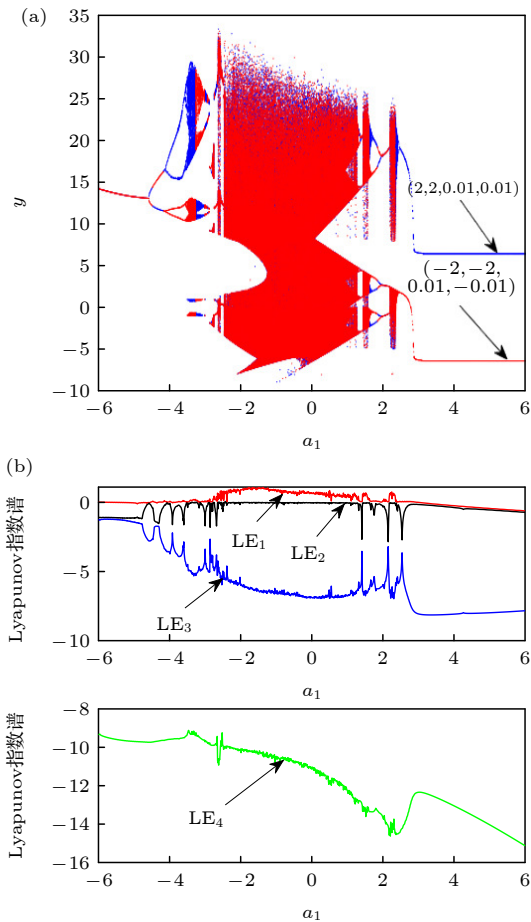 (a)
35
30
25
20
15
10
5
0
−5
−10
y
(2,2,0.01,0.01)
(−2,−2,
0.01,−0.01)
−6 −4 −2 0 2 4 6
a1
(b)
0
−5
−10
Lyapunov指数谱
LE1
LE2
LE3
−6 −4 −2 0 2 4 6
a1
−8
−10
−12
−14
−16
Lyapunov指数谱
LE4
−6 −4 −2 0 2 4 6
a1